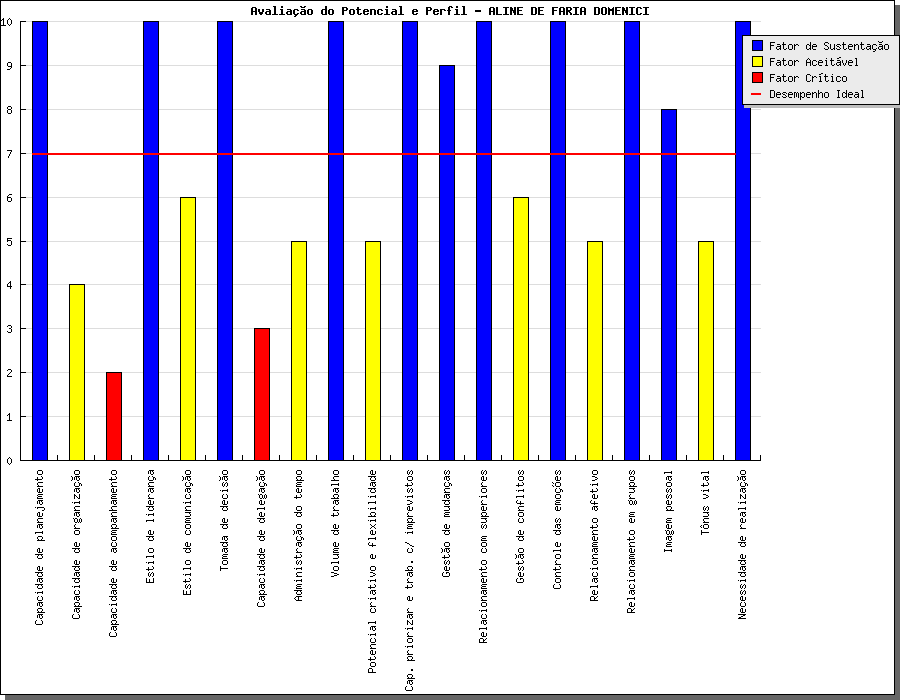 Avaliação do Potencial e Perfil - ALINE DE FARIA DOMENICI
Fator de Sustentação
Fator Aceitável
Fator Crítico
Desempenho Ideal
10
9
8
7
6
5
4
3
2
1
0
Capacidade de planejamento
Capacidade de organização
Capacidade de acompanhamento
Estilo de liderança
Estilo de comunicação
Tomada de decisão
Capacidade de delegação
Administração do tempo
Volume de trabalho
Potencial criativo e flexibilidade
Cap. priorizar e trab. c/ imprevistos
Gestão de mudanças
Relacionamento com superiores
Gestão de conflitos
Controle das emoções
Relacionamento afetivo
Relacionamento em grupos
Imagem pessoal
Tônus vital
Necessidade de realização